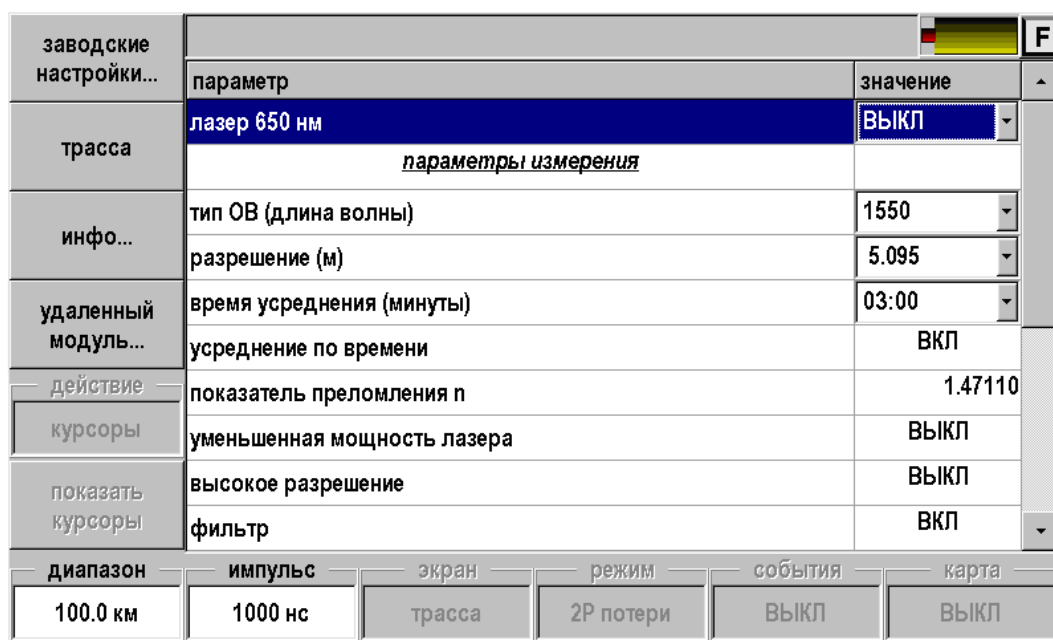 заводские
настройки...
трасса
инфо...
удаленный
модуль...
действие
курсоры
показать
курсоры
F
параметр значение
лазер 650 нм ВЫКЛ
параметры измерения
тип ОВ (длина волны) 1550
разрешение (м) 5.095
время усреднения (минуты) 03:00
усреднение по времени ВКЛ
показатель преломления n 1.47110
уменьшенная мощность лазера ВЫКЛ
высокое разрешение ВЫКЛ
фильтр ВКЛ
диапазон импульс экран режим события карта
100.0 км 1000 нс трасса 2Р потери ВЫКЛ ВЫКЛ